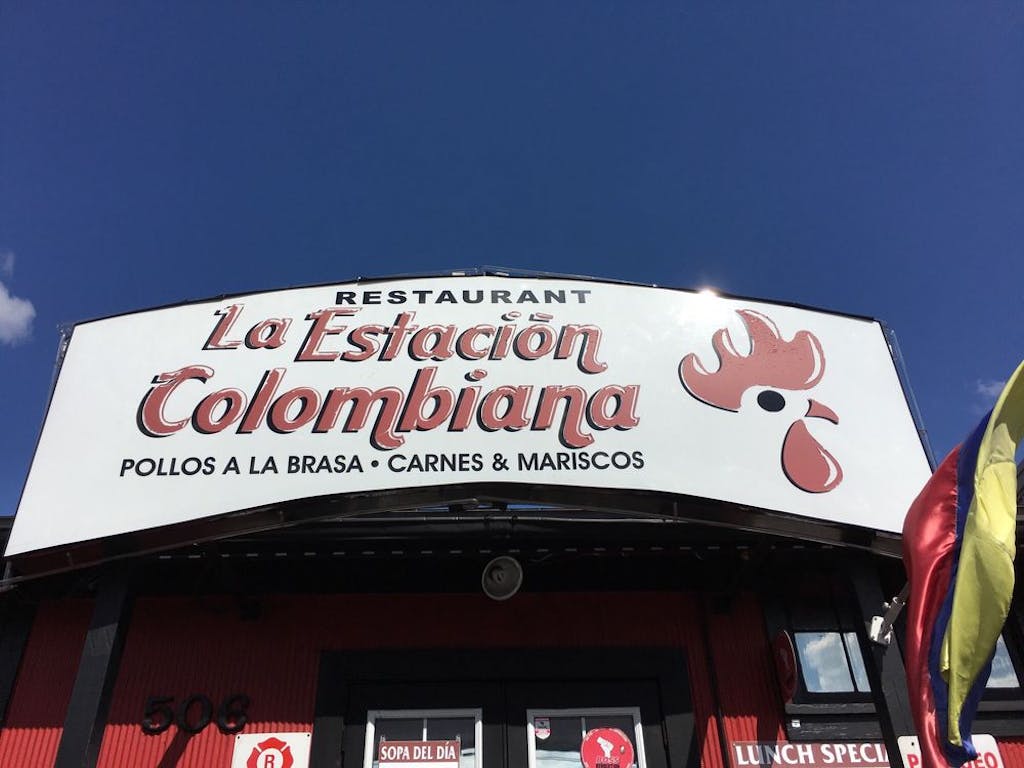 RESTAURANT
La Estaciòn
Colombiana
POLLOS A LA BRASA • CARNES & MARISCOS
506
R
SOPA DEL DÍA
LUNCH SPECI